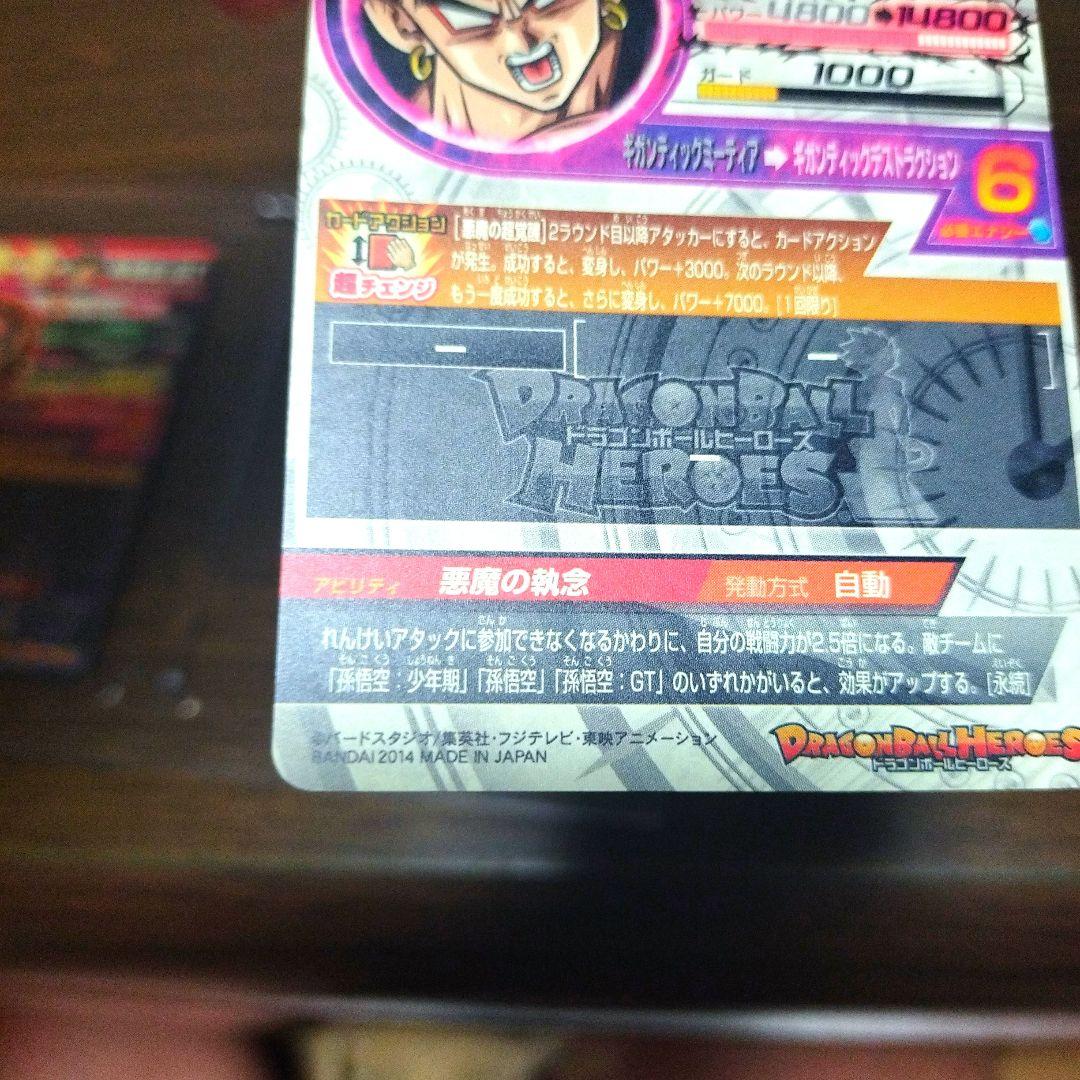 パワー 4800 14800
ガード 1000
ギガンティックミーティア➡ギガンティックデストラクション
6
必要エナジー
カードアクション
超チェンジ
[悪魔の超覚醒]2ラウンド目以降アタッカーにすると、カードアクション
が発生。成功すると、変身し、パワー+3000。次のラウンド以降、
もう一度成功すると、さらに変身し、パワー+7000。[1回限り]
DRAGONBALL
ドラゴンボールヒーローズ
HEROES
アビリティ 悪魔の執念 発動方式 自動
れんけいアタックに参加できなくなるかわりに、自分の戦闘力が2.5倍になる。敵チームに
「孫悟空:少年期」「孫悟空」「孫悟空:GT」のいずれかがいると、効果がアップする。[永続]
©バードスタジオ/集英社・フジテレビ・東映アニメーション
BANDAI 2014 MADE IN JAPAN
DRAGONBALL HEROES
ドラゴンボールヒーローズ